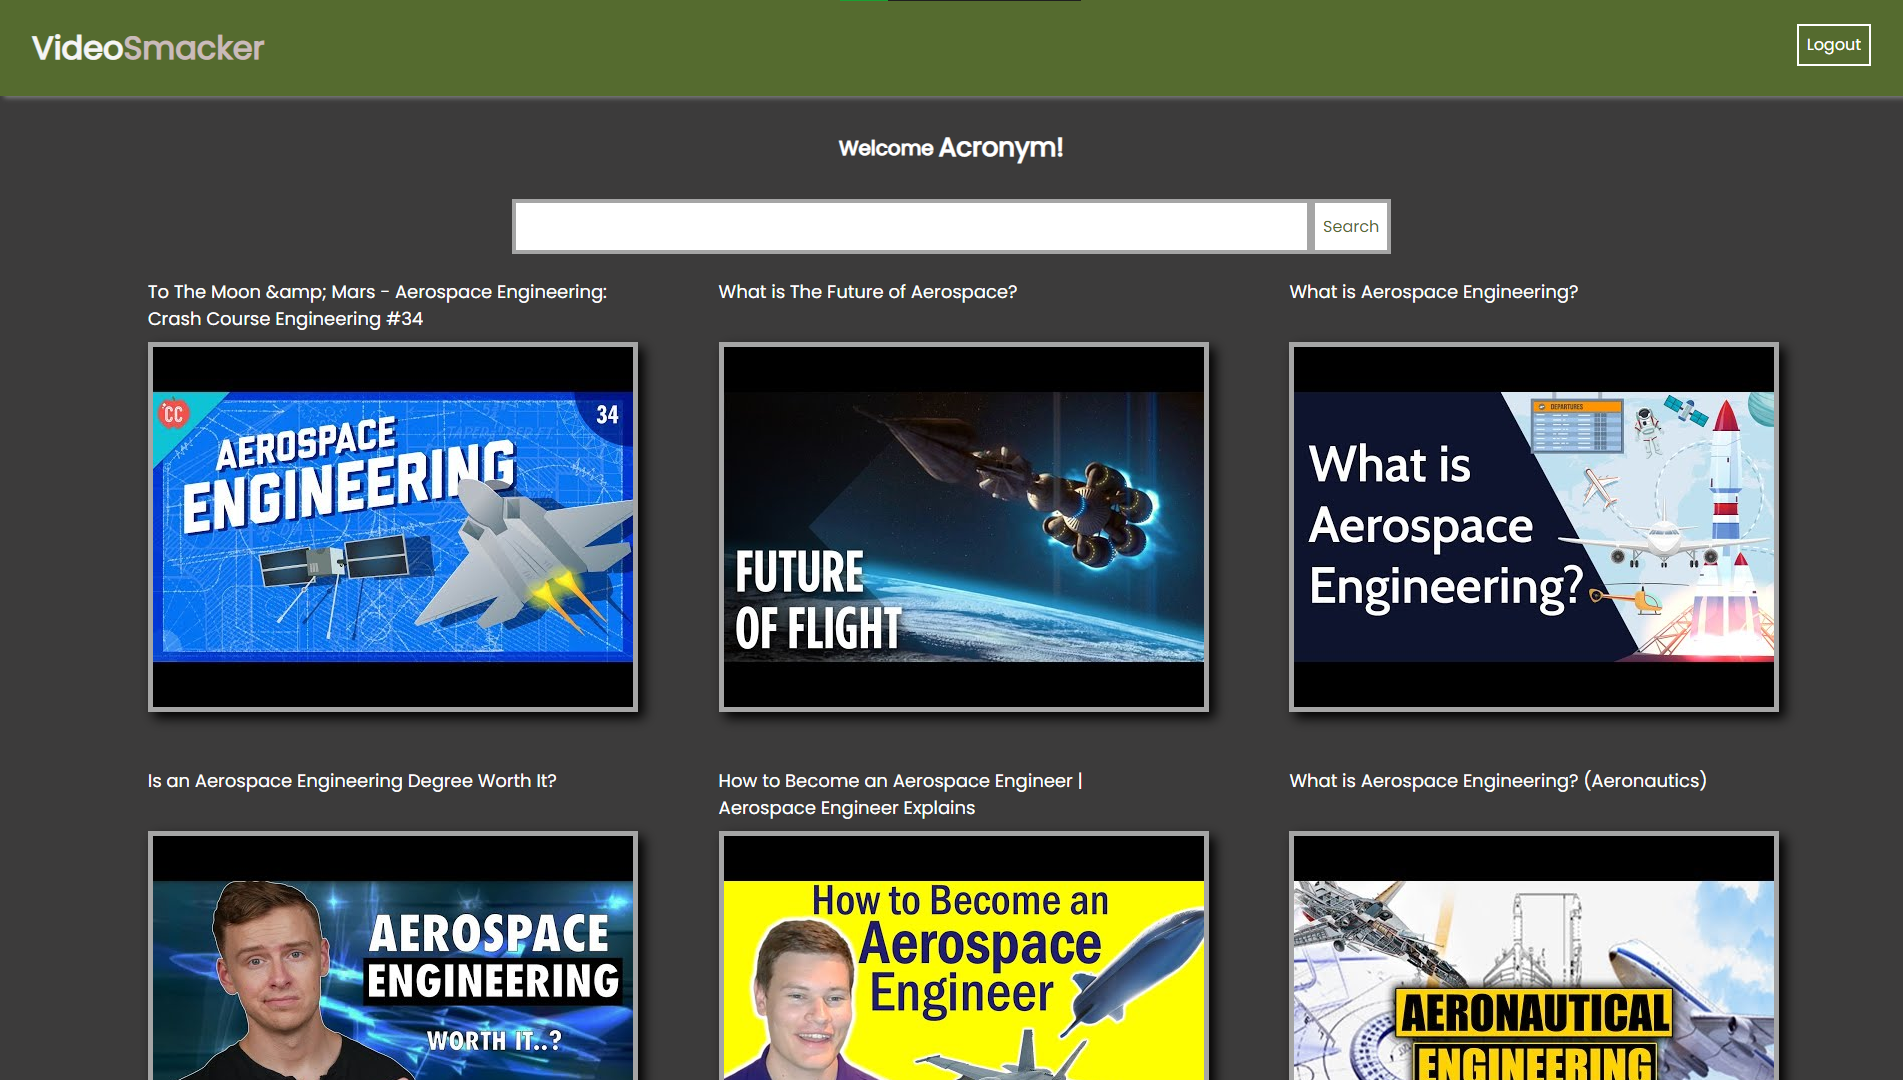 VideoSmacker
Logout
Welcome Acronym!
Search
To The Moon &amp; Mars - Aerospace Engineering:
Crash Course Engineering #34
What is The Future of Aerospace?
What is Aerospace Engineering?
CC
34
AEROSPACE
ENGINEERING
FUTURE
OF FLIGHT
DEPARTURES
What is
Aerospace
Engineering?
Is an Aerospace Engineering Degree Worth It?
How to Become an Aerospace Engineer |
Aerospace Engineer Explains
What is Aerospace Engineering? (Aeronautics)
AEROSPACE
ENGINEERING
WORTH IT..?
How to Become an
Aerospace
Engineer
AERONAUTICAL
ENGINEERING